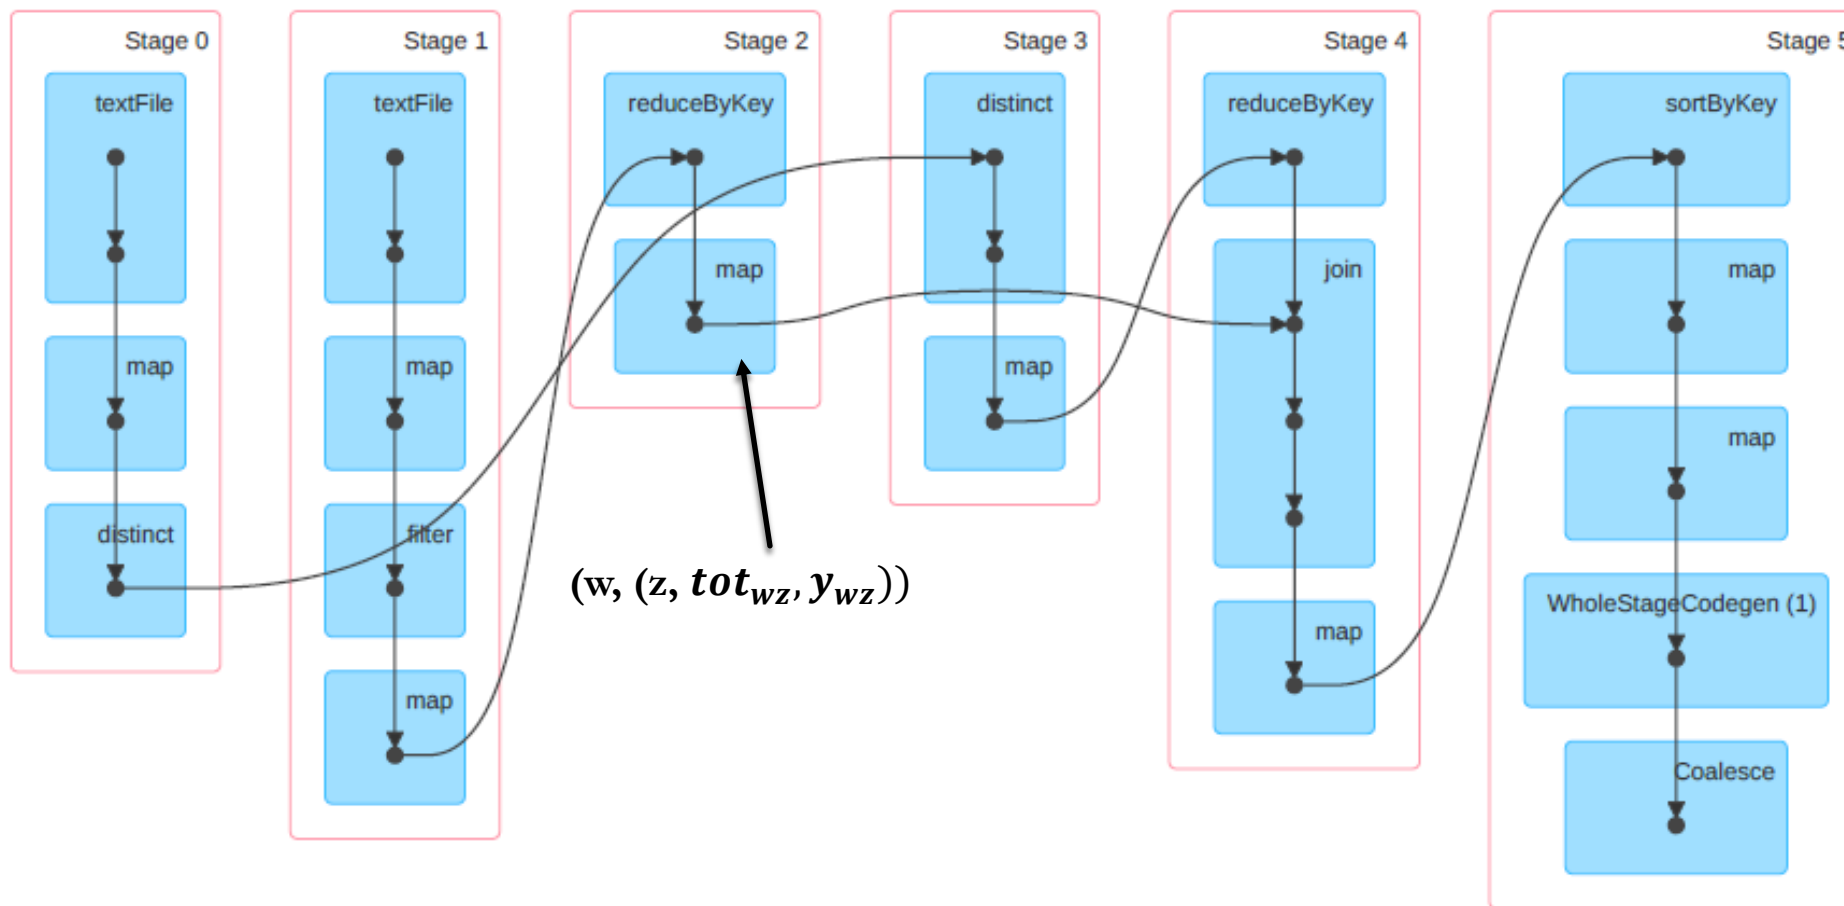 Stage 0
textFile
map
distinct
Stage 1
textFile
map
filter
map
Stage 2
reduceByKey
map
(w, (z, tot_wz, y_wz))
Stage 3
distinct
map
Stage 4
reduceByKey
join
map
Stage 5
sortByKey
map
map
WholeStageCodegen (1)
Coalesce